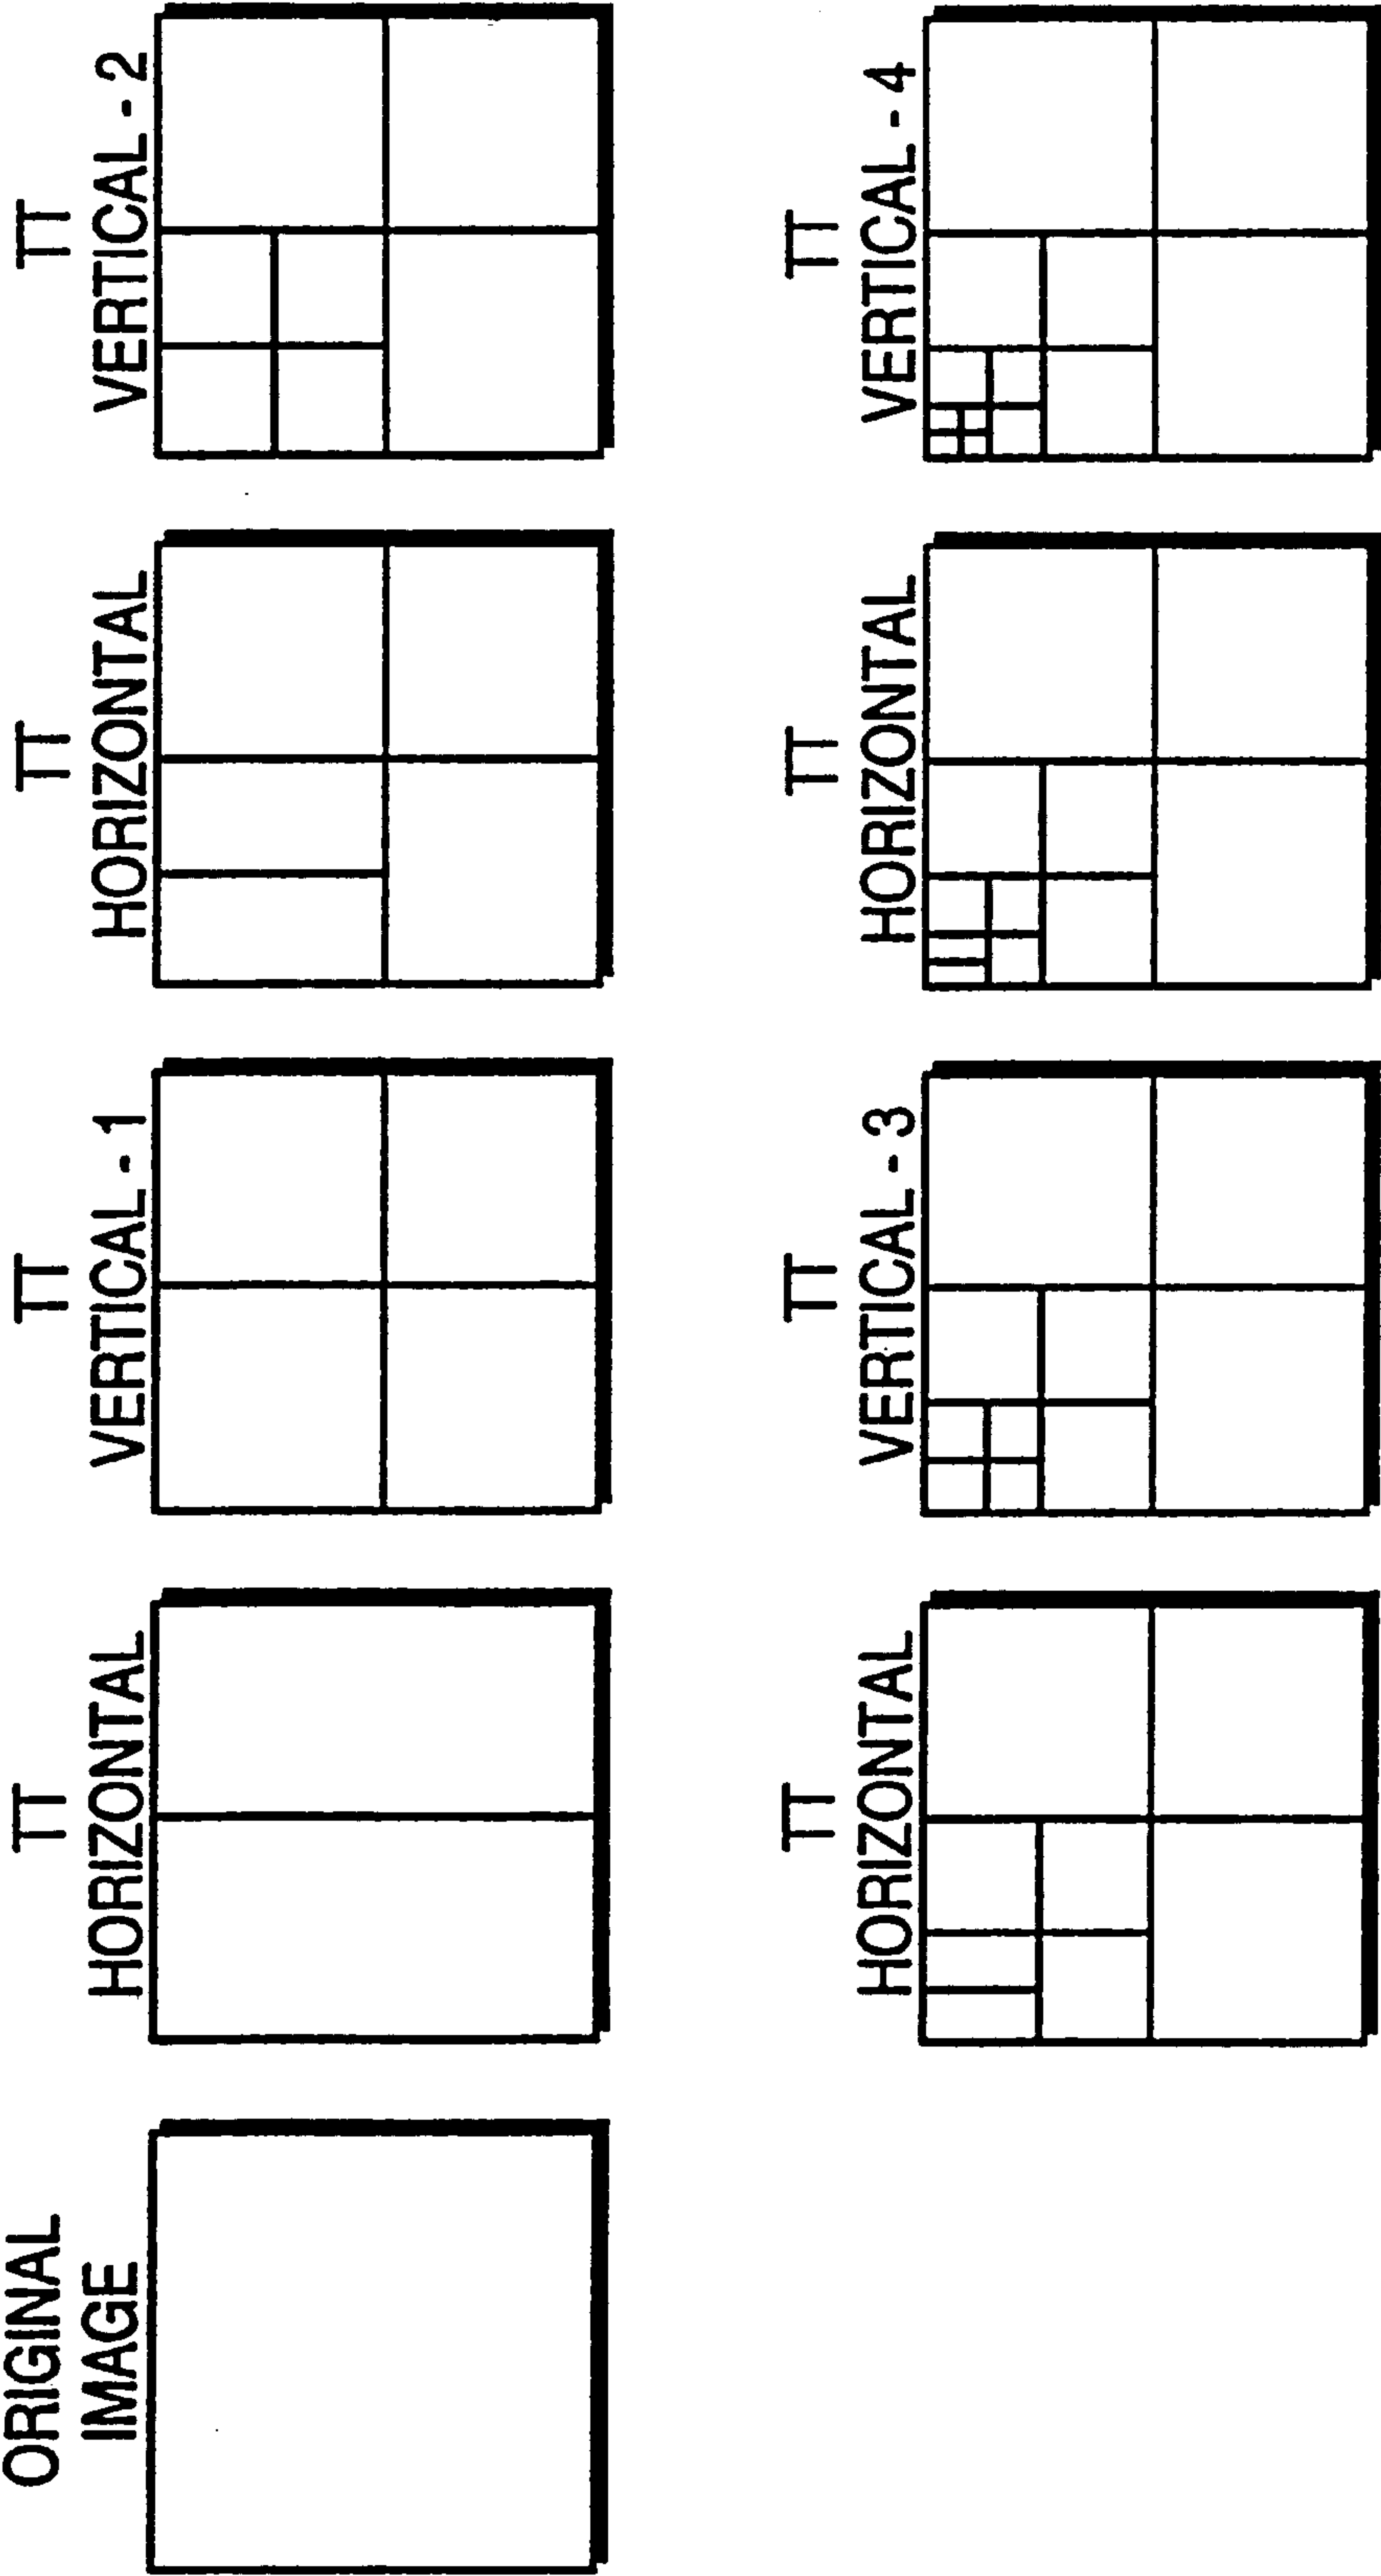 ORIGINAL
IMAGE
TT
HORIZONTAL
TT
VERTICAL - 1
TT
HORIZONTAL
TT
VERTICAL - 2
TT
HORIZONTAL
TT
VERTICAL - 3
TT
HORIZONTAL
TT
VERTICAL - 4